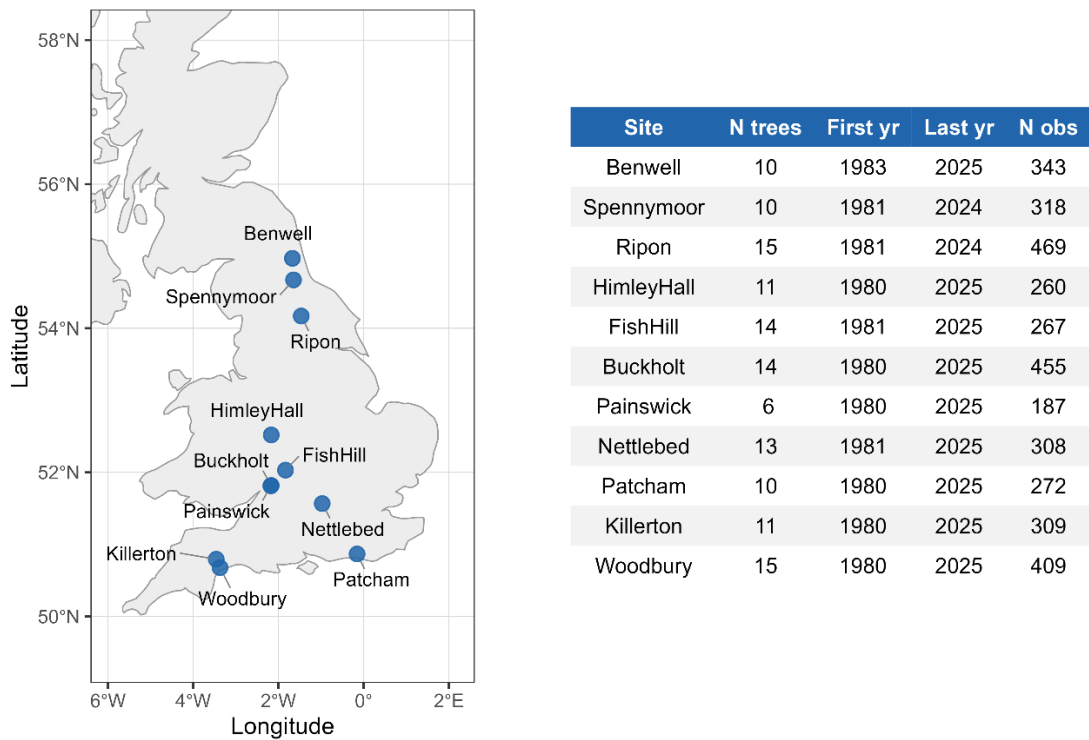 58°N
56°N
54°N
52°N
50°N
Latitude
Benwell
Spennymoor
Ripon
HimleyHall
Buckholt
FishHill
Painswick
Nettlebed
Killerton
Patcham
Woodbury
6°W 4°W 2°W 0° 2°E
Longitude
Site N trees First yr Last yr N obs
Benwell 10 1983 2025 343
Spennymoor 10 1981 2024 318
Ripon 15 1981 2024 469
HimleyHall 11 1980 2025 260
FishHill 14 1981 2025 267
Buckholt 14 1980 2025 455
Painswick 6 1980 2025 187
Nettlebed 13 1981 2025 308
Patcham 10 1980 2025 272
Killerton 11 1980 2025 309
Woodbury 15 1980 2025 409